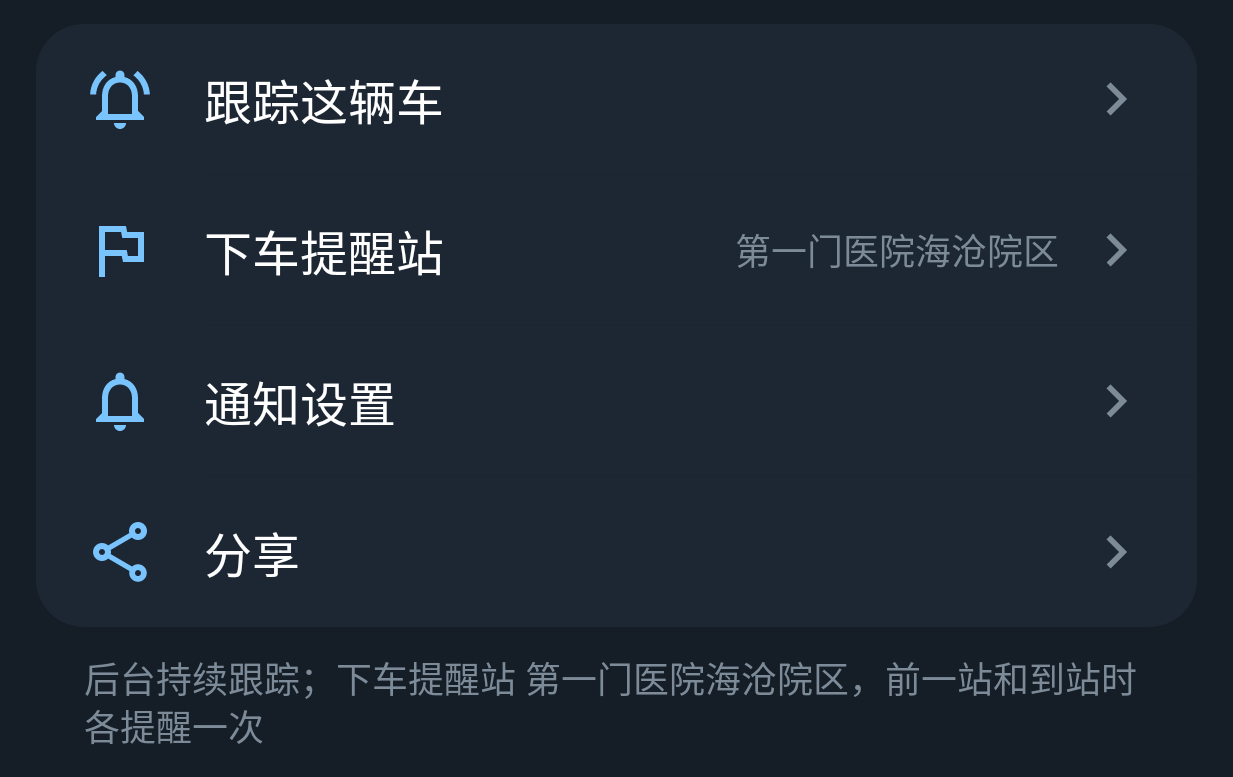 跟踪这辆车
下车提醒站 第一门医院海沧院区
通知设置
分享
后台持续跟踪；下车提醒站 第一门医院海沧院区，前一站和到站时
各提醒一次